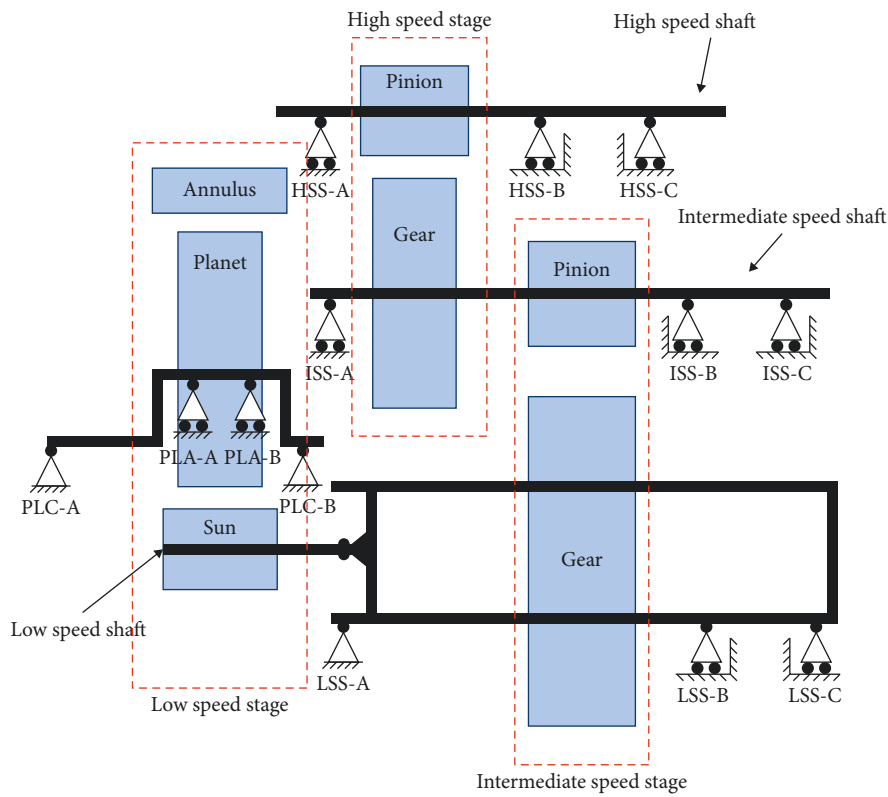 High speed stage
High speed shaft
Pinion
HSS-A
HSS-B
HSS-C
Annulus
Intermediate speed shaft
Gear
Planet
Pinion
ISS-A
ISS-B
ISS-C
PLA-A
PLA-B
PLC-A
PLC-B
Sun
Gear
Low speed shaft
LSS-A
LSS-B
LSS-C
Low speed stage
Intermediate speed stage